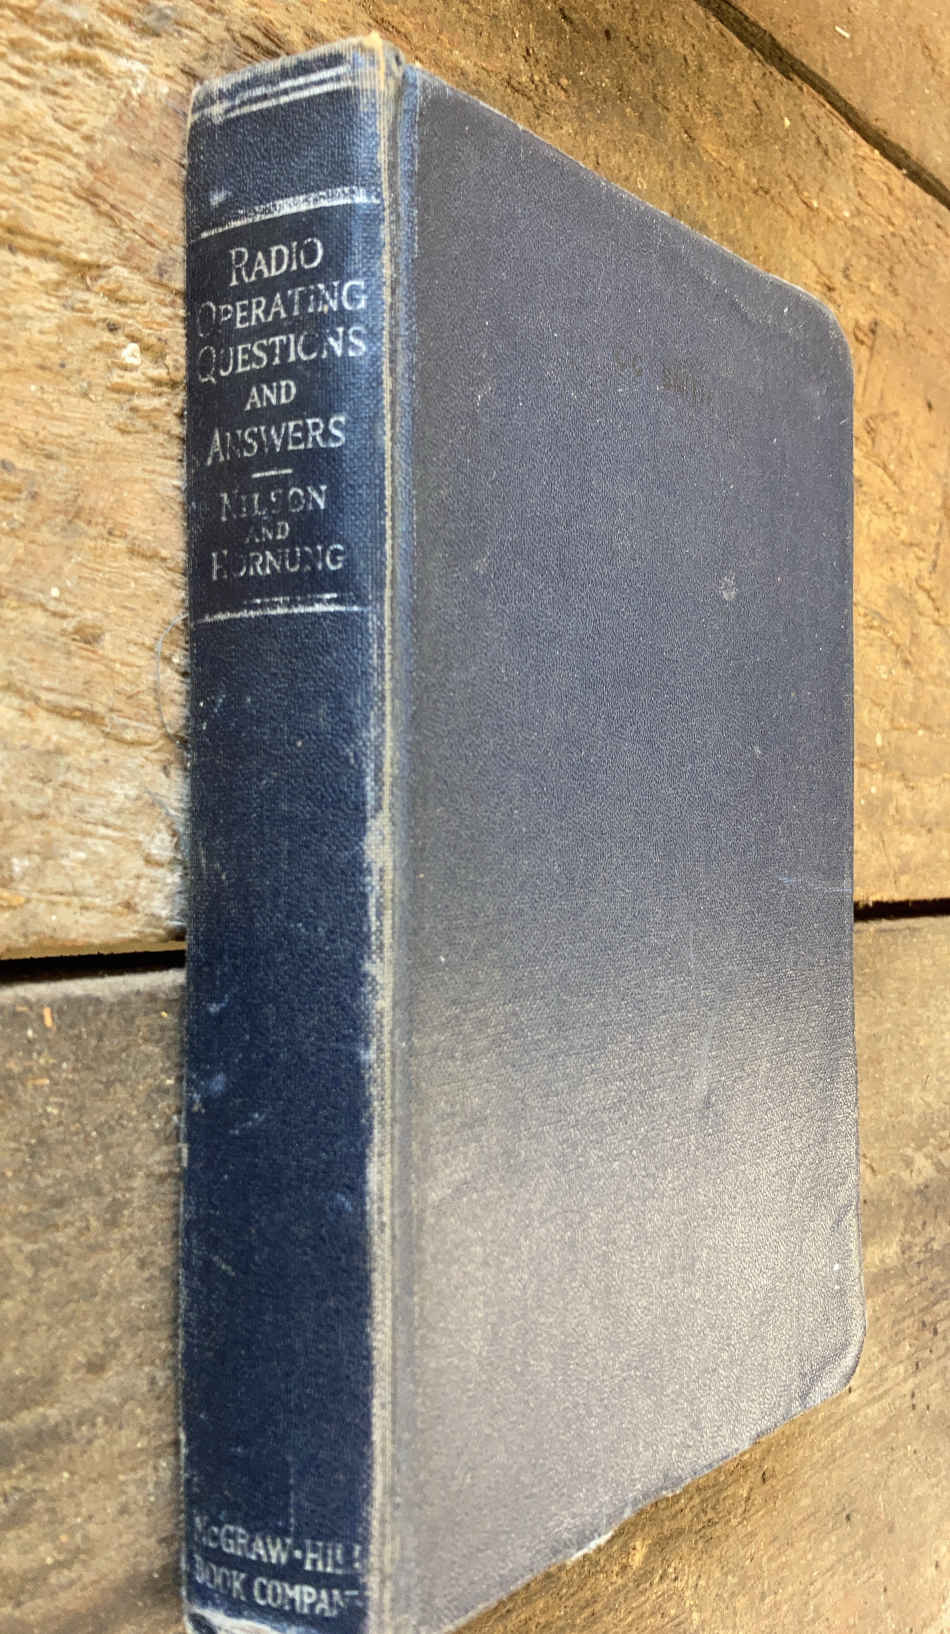 RADIO
OPERATING
QUESTIONS
AND
ANSWERS
NILSON
AND
HORNUNG
McGRAW-HILL
BOOK COMPANY